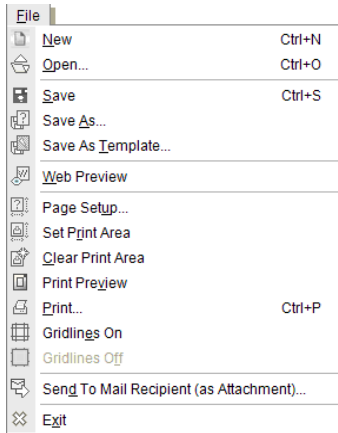 File
New Ctrl+N
Open... Ctrl+O
Save Ctrl+S
Save As...
Save As Template...
Web Preview
Page Setup...
Set Print Area
Clear Print Area
Print Preview
Print... Ctrl+P
Gridlines On
Gridlines Off
Send To Mail Recipient (as Attachment)...
Exit